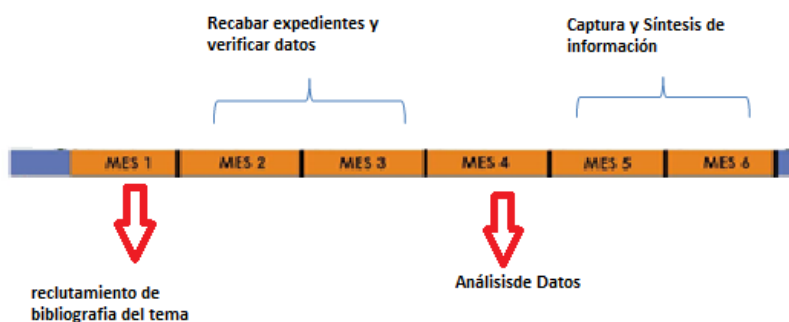 Recabar expedientes y
verificar datos
Captura y Síntesis de
información
MES 1
MES 2
MES 3
MES 4
MES 5
MES 6
reclutamiento de
bibliografia del tema
Análisisde Datos